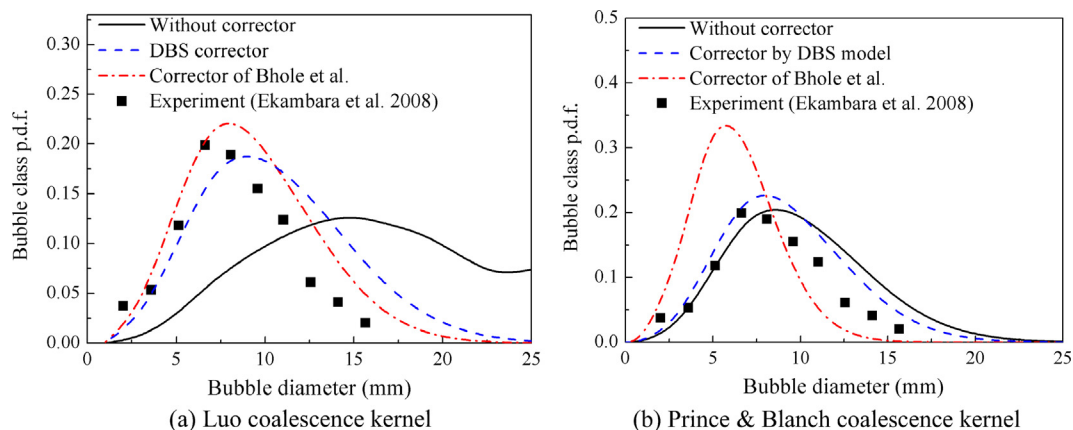 Without corrector
DBS corrector
Corrector of Bhole et al.
Experiment (Ekambara et al. 2008)
Bubble class p.d.f.
0.30
0.25
0.20
0.15
0.10
0.05
0.00
0 5 10 15 20 25
Bubble diameter (mm)
(a) Luo coalescence kernel
Without corrector
Corrector by DBS model
Corrector of Bhole et al.
Experiment (Ekambara et al. 2008)
Bubble class p.d.f.
0.5
0.4
0.3
0.2
0.1
0.0
0 5 10 15 20 25
Bubble diameter (mm)
(b) Prince & Blanch coalescence kernel